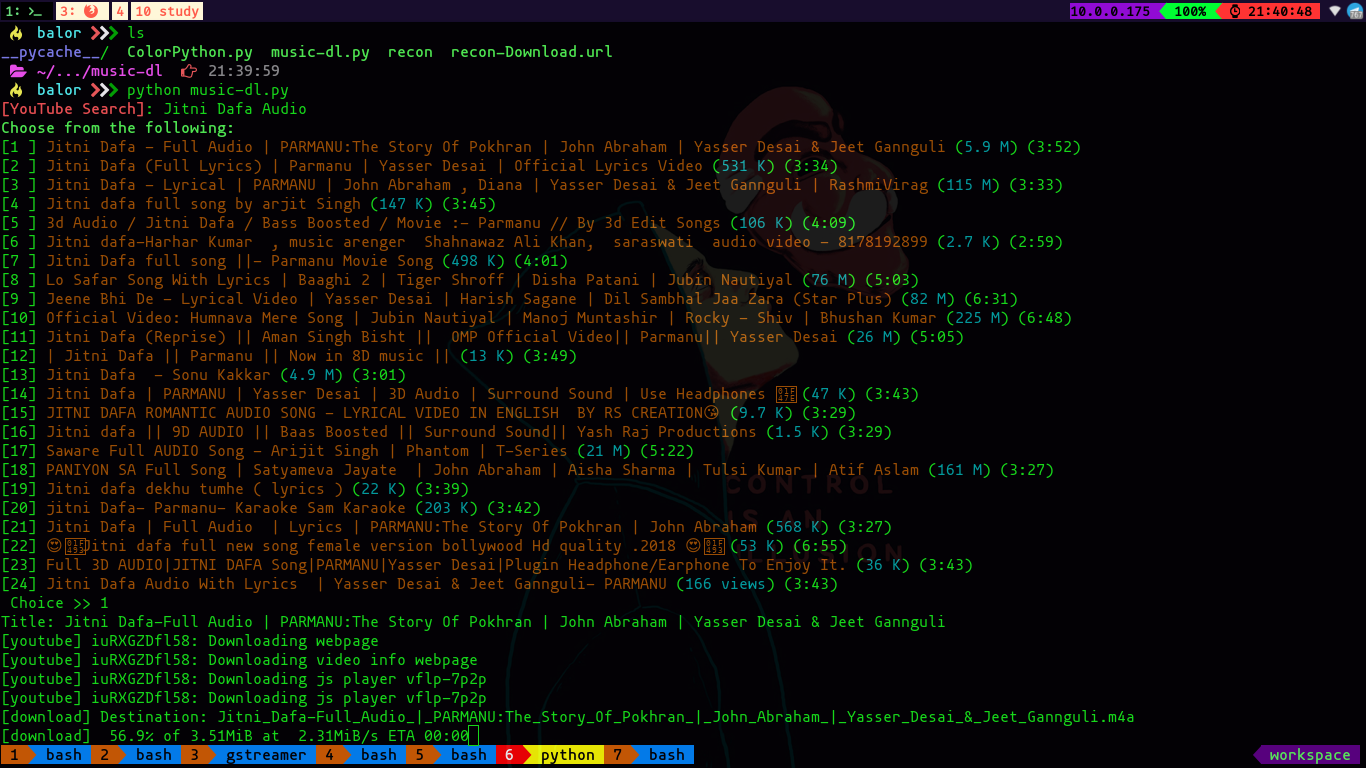 1: >_ 3: 4 10 study 10.0.0.175 100% 21:40:48
balor ❯❯❯ ls
__pycache__/ ColorPython.py music-dl.py recon recon-Download.url
~/.../music-dl 21:39:59
balor ❯❯❯ python music-dl.py
[YouTube Search]: Jitni Dafa Audio
Choose from the following:
[1 ] Jitni Dafa - Full Audio | PARMANU:The Story Of Pokhran | John Abraham | Yasser Desai & Jeet Gannguli (5.9 M) (3:52)
[2 ] Jitni Dafa (Full Lyrics) | Parmanu | Yasser Desai | Official Lyrics Video (531 K) (3:34)
[3 ] Jitni Dafa - Lyrical | PARMANU | John Abraham , Diana | Yasser Desai & Jeet Gannguli | RashmiVirag (115 M) (3:33)
[4 ] Jitni dafa full song by arjit Singh (147 K) (3:45)
[5 ] 3d Audio / Jitni Dafa / Bass Boosted / Movie :- Parmanu // By 3d Edit Songs (106 K) (4:09)
[6 ] Jitni dafa-Harhar Kumar  , music arenger  Shahnawaz Ali Khan,  saraswati  audio video - 8178192899 (2.7 K) (2:59)
[7 ] Jitni Dafa full song ||- Parmanu Movie Song (498 K) (4:01)
[8 ] Lo Safar Song With Lyrics | Baaghi 2 | Tiger Shroff | Disha Patani | Jubin Nautiyal (76 M) (5:03)
[9 ] Jeene Bhi De - Lyrical Video | Yasser Desai | Harish Sagane | Dil Sambhal Jaa Zara (Star Plus) (82 M) (6:31)
[10] Official Video: Humnava Mere Song | Jubin Nautiyal | Manoj Muntashir | Rocky - Shiv | Bhushan Kumar (225 M) (6:48)
[11] Jitni Dafa (Reprise) || Aman Singh Bisht ||  OMP Official Video|| Parmanu|| Yasser Desai (26 M) (5:05)
[12] | Jitni Dafa || Parmanu || Now in 8D music || (13 K) (3:49)
[13] Jitni Dafa  - Sonu Kakkar (4.9 M) (3:01)
[14] Jitni Dafa | PARMANU | Yasser Desai | 3D Audio | Surround Sound | Use Headphones (47 K) (3:43)
[15] JITNI DAFA ROMANTIC AUDIO SONG - LYRICAL VIDEO IN ENGLISH  BY RS CREATION😘 (9.7 K) (3:29)
[16] Jitni dafa || 9D AUDIO || Baas Boosted || Surround Sound|| Yash Raj Productions (1.5 K) (3:29)
[17] Saware Full AUDIO Song - Arijit Singh | Phantom | T-Series (21 M) (5:22)
[18] PANIYON SA Full Song | Satyameva Jayate  | John Abraham | Aisha Sharma | Tulsi Kumar | Atif Aslam (161 M) (3:27)
[19] Jitni dafa dekhu tumhe ( lyrics ) (22 K) (3:39)
[20] jitni Dafa- Parmanu- Karaoke Sam Karaoke (203 K) (3:42)
[21] Jitni Dafa | Full Audio  | Lyrics | PARMANU:The Story Of Pokhran | John Abraham (568 K) (3:27)
[22] 😍Jitni dafa full new song female version bollywood Hd quality .2018 😍 (53 K) (6:55)
[23] Full 3D AUDIO|JITNI DAFA Song|PARMANU|Yasser Desai|Plugin Headphone/Earphone To Enjoy It. (36 K) (3:43)
[24] Jitni Dafa Audio With Lyrics  | Yasser Desai & Jeet Gannguli- PARMANU (166 views) (3:43)
Choice >> 1
Title: Jitni Dafa-Full Audio | PARMANU:The Story Of Pokhran | John Abraham | Yasser Desai & Jeet Gannguli
[youtube] iuRXGZDfl58: Downloading webpage
[youtube] iuRXGZDfl58: Downloading video info webpage
[youtube] iuRXGZDfl58: Downloading js player vflp-7p2p
[youtube] iuRXGZDfl58: Downloading js player vflp-7p2p
[download] Destination: Jitni_Dafa-Full_Audio_|_PARMANU:The_Story_Of_Pokhran_|_John_Abraham_|_Yasser_Desai_&_Jeet_Gannguli.m4a
[download]  56.9% of 3.51MiB at  2.31MiB/s ETA 00:00
1 bash 2 bash 3 gstreamer 4 bash 5 bash 6 python 7 bash workspace
CONTROL
IS AN
ILLUSION